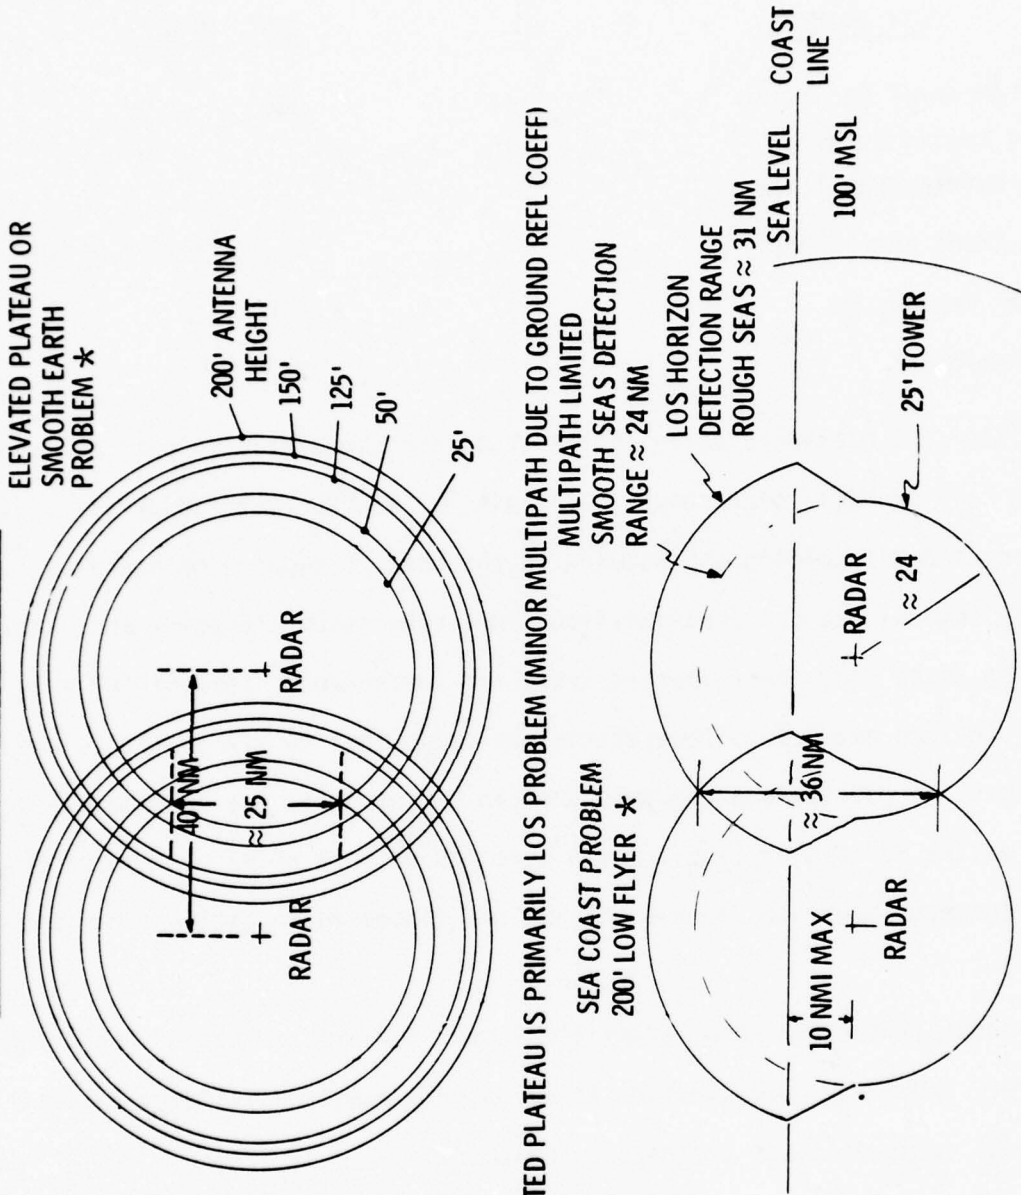 ELEVATED PLATEAU OR
SMOOTH EARTH
PROBLEM *
200' ANTENNA
HEIGHT
150'
125'
50'
25'
40 NM
≈ 25 NM
RADAR
RADAR
TED PLATEAU IS PRIMARILY LOS PROBLEM (MINOR MULTIPATH DUE TO GROUND REFL COEFF)
SEA COAST PROBLEM
200' LOW FLYER *
MULTIPATH LIMITED
SMOOTH SEAS DETECTION
RANGE ≈ 24 NM
LOS HORIZON
DETECTION RANGE
ROUGH SEAS ≈ 31 NM
SEA LEVEL
COAST
LINE
100' MSL
25' TOWER
≈ 36 NM
10 NMI MAX
RADAR
RADAR
≈ 24